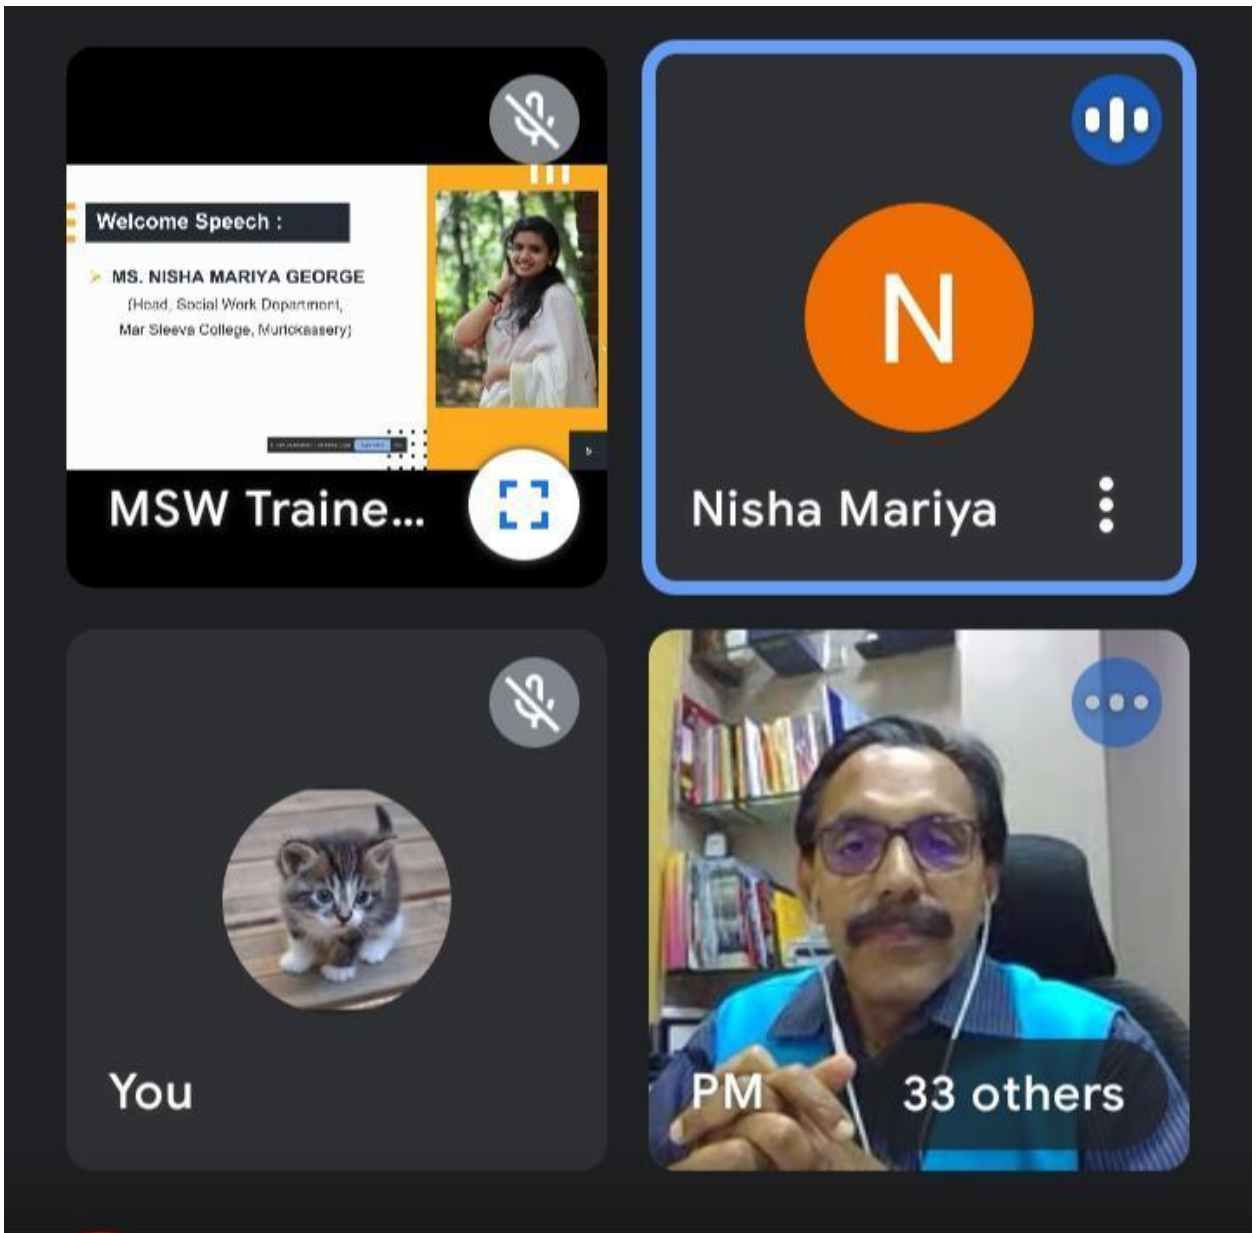 Welcome Speech :
MS. NISHA MARIYA GEORGE
(Head, Social Work Department,
Mar Sleeva College, Murickassery)
MSW Traine...
N
Nisha Mariya
You
PM
33 others